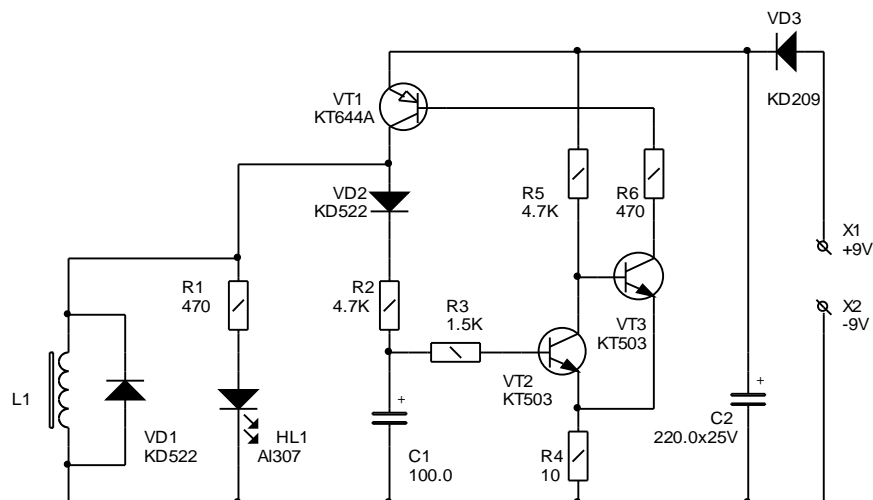 VD3
KD209
VT1
KT644A
R5
4.7K
R6
470
VD2
KD522
X1
+9V
R1
470
R2
4.7K
R3
1.5K
X2
-9V
VT3
KT503
VT2
KT503
L1
VD1
KD522
HL1
AI307
+
C1
100.0
R4
10
+
C2
220.0x25V